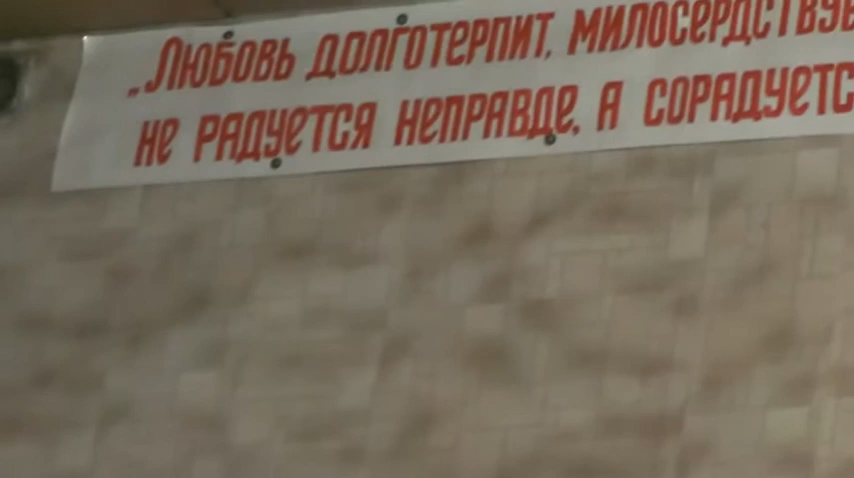 „Любовь долготерпит, милосердствуе
не радуется неправде, а сорадуетс